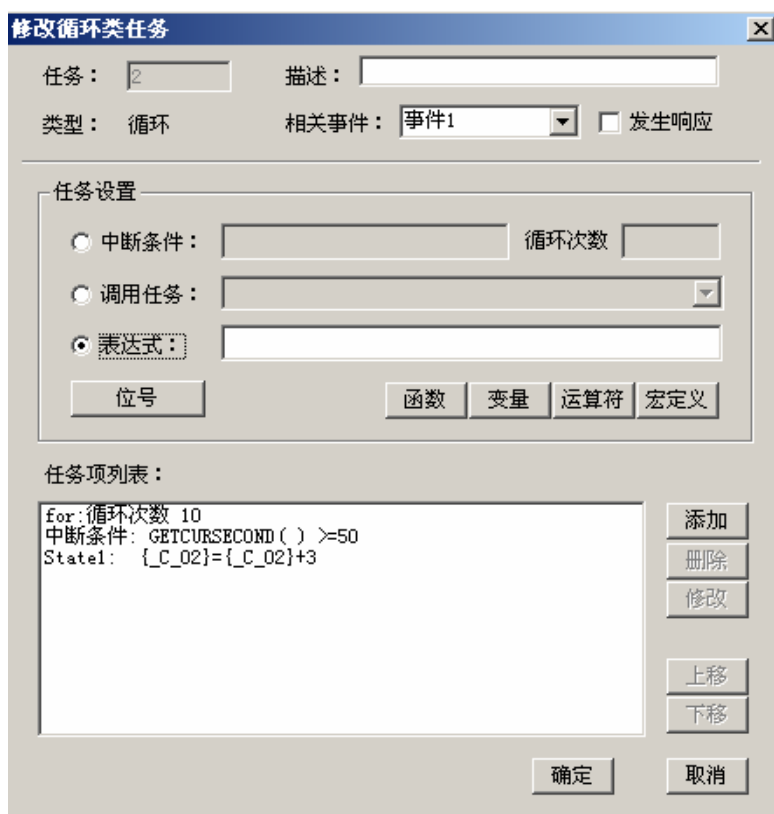 修改循环类任务
任务： 2 描述：
类型： 循环 相关事件： 事件1 发生响应
任务设置
中断条件： 循环次数
调用任务：
表达式：
位号 函数 变量 运算符 宏定义
任务项列表：
for:循环次数 10
中断条件: GETCURSECOND( ) >=50
State1: {_C_O2}={_C_O2}+3
添加
删除
修改
上移
下移
确定 取消